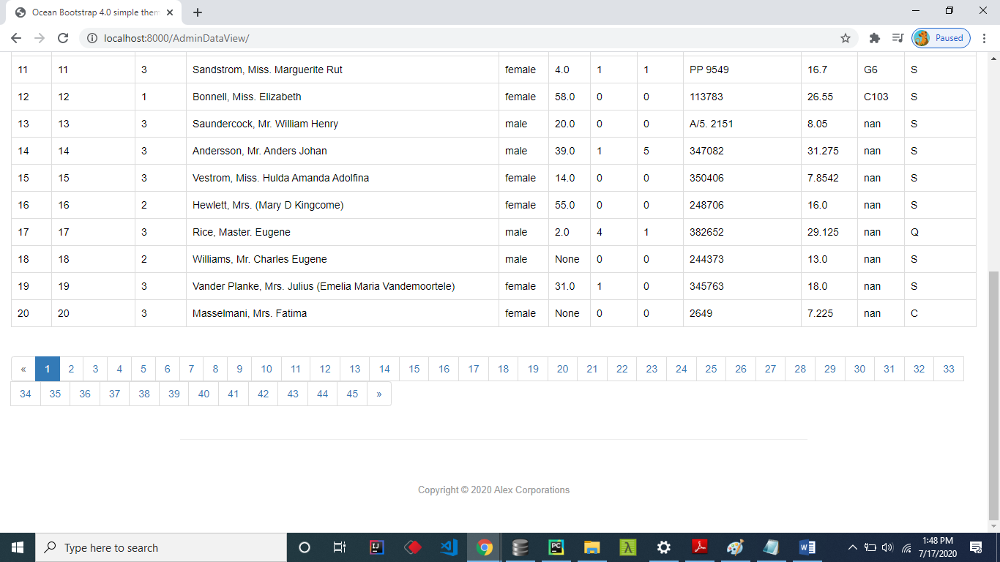 Ocean Bootstrap 4.0 simple them
localhost:8000/AdminDataView/
Paused
11 11 3 Sandstrom, Miss. Marguerite Rut female 4.0 1 1 PP 9549 16.7 G6 S
12 12 1 Bonnell, Miss. Elizabeth female 58.0 0 0 113783 26.55 C103 S
13 13 3 Saundercock, Mr. William Henry male 20.0 0 0 A/5. 2151 8.05 nan S
14 14 3 Andersson, Mr. Anders Johan male 39.0 1 5 347082 31.275 nan S
15 15 3 Vestrom, Miss. Hulda Amanda Adolfina female 14.0 0 0 350406 7.8542 nan S
16 16 2 Hewlett, Mrs. (Mary D Kingcome) female 55.0 0 0 248706 16.0 nan S
17 17 3 Rice, Master. Eugene male 2.0 4 1 382652 29.125 nan Q
18 18 2 Williams, Mr. Charles Eugene male None 0 0 244373 13.0 nan S
19 19 3 Vander Planke, Mrs. Julius (Emelia Maria Vandemoortele) female 31.0 1 0 345763 18.0 nan S
20 20 3 Masselmani, Mrs. Fatima female None 0 0 2649 7.225 nan C
« 1 2 3 4 5 6 7 8 9 10 11 12 13 14 15 16 17 18 19 20 21 22 23 24 25 26 27 28 29 30 31 32 33
34 35 36 37 38 39 40 41 42 43 44 45 »
Copyright © 2020 Alex Corporations
Type here to search
IJ
PC
W
1:48 PM
7/17/2020